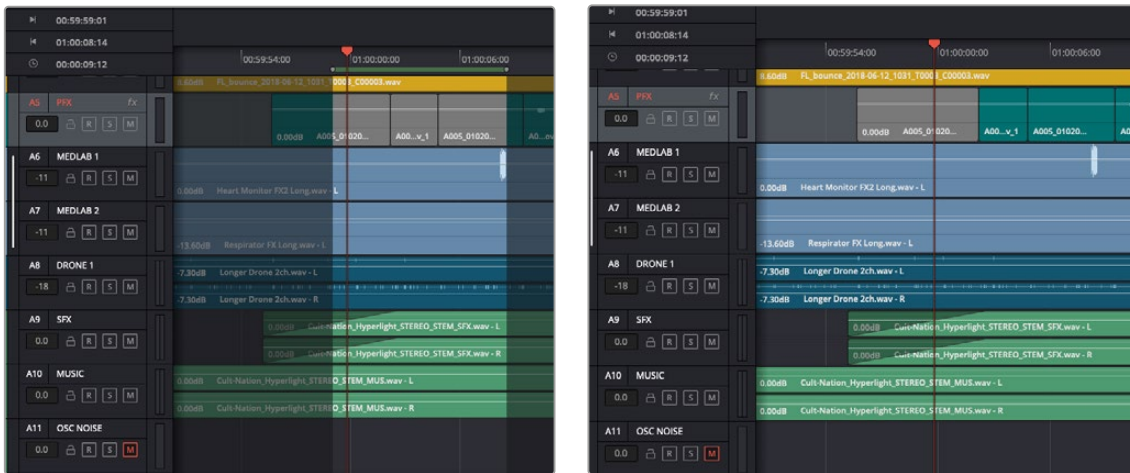 00:59:59:01
01:00:08:14
00:00:09:12
00:59:54:00 01:00:00:00 01:00:06:00
8.60dB FL_bounce_2018-06-12_1031_T0003_C00003.wav
A5 PFX fx
0.0 R S M
0.00dB A005_01020... A00...v_1 A005_01020... A0...ov
A6 MEDLAB 1
-11 R S M
0.00dB Heart Monitor FX2 Long.wav - L
A7 MEDLAB 2
-11 R S M
-13.60dB Respirator FX Long.wav - L
A8 DRONE 1
-7.30dB Longer Drone 2ch.wav - L
-18 R S M
-7.30dB Longer Drone 2ch.wav - R
A9 SFX
0.00dB Cult-Nation_Hyperlight_STEREO_STEM_SFX.wav - L
0.0 R S M
0.00dB Cult-Nation_Hyperlight_STEREO_STEM_SFX.wav - R
A10 MUSIC
0.00dB Cult-Nation_Hyperlight_STEREO_STEM_MUS.wav - L
0.0 R S M
0.00dB Cult-Nation_Hyperlight_STEREO_STEM_MUS.wav - R
A11 OSC NOISE
0.0 R S M
00:59:59:01
01:00:08:14
00:00:09:12
00:59:54:00 01:00:00:00 01:00:06:00
8.60dB FL_bounce_2018-06-12_1031_T0003_C00003.wav
A5 PFX fx
0.0 R S M
0.00dB A005_01020... A00...v_1 A005_01020... A0
A6 MEDLAB 1
-11 R S M
0.00dB Heart Monitor FX2 Long.wav - L
A7 MEDLAB 2
-11 R S M
-13.60dB Respirator FX Long.wav - L
A8 DRONE 1
-7.30dB Longer Drone 2ch.wav - L
-18 R S M
-7.30dB Longer Drone 2ch.wav - R
A9 SFX
0.00dB Cult-Nation_Hyperlight_STEREO_STEM_SFX.wav - L
0.0 R S M
0.00dB Cult-Nation_Hyperlight_STEREO_STEM_SFX.wav - R
A10 MUSIC
0.00dB Cult-Nation_Hyperlight_STEREO_STEM_MUS.wav - L
0.0 R S M
0.00dB Cult-Nation_Hyperlight_STEREO_STEM_MUS.wav - R
A11 OSC NOISE
0.0 R S M